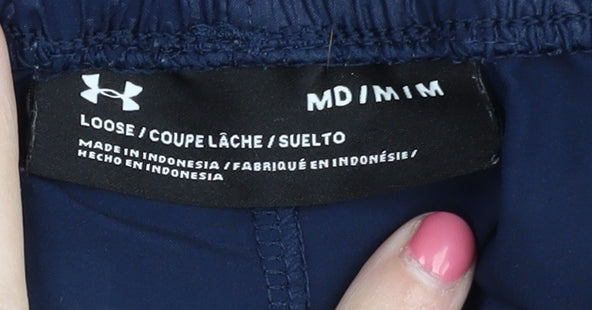 MD/M/M
LOOSE / COUPE LÂCHE / SUELTO
MADE IN INDONESIA / FABRIQUÉ EN INDONÉSIE /
HECHO EN INDONESIA